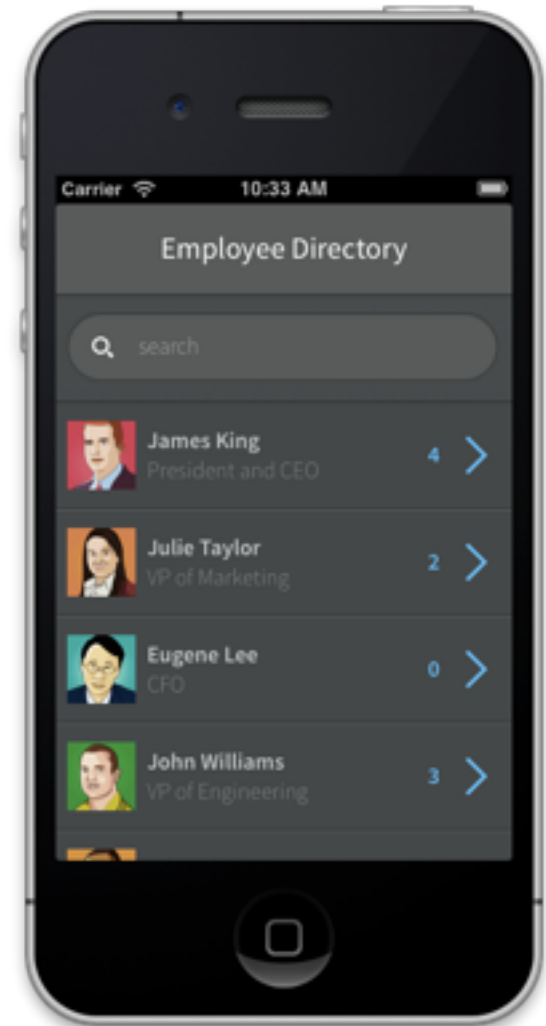 Carrier 10:33 AM
Employee Directory
search
James King
President and CEO
4
Julie Taylor
VP of Marketing
2
Eugene Lee
CFO
0
John Williams
VP of Engineering
3